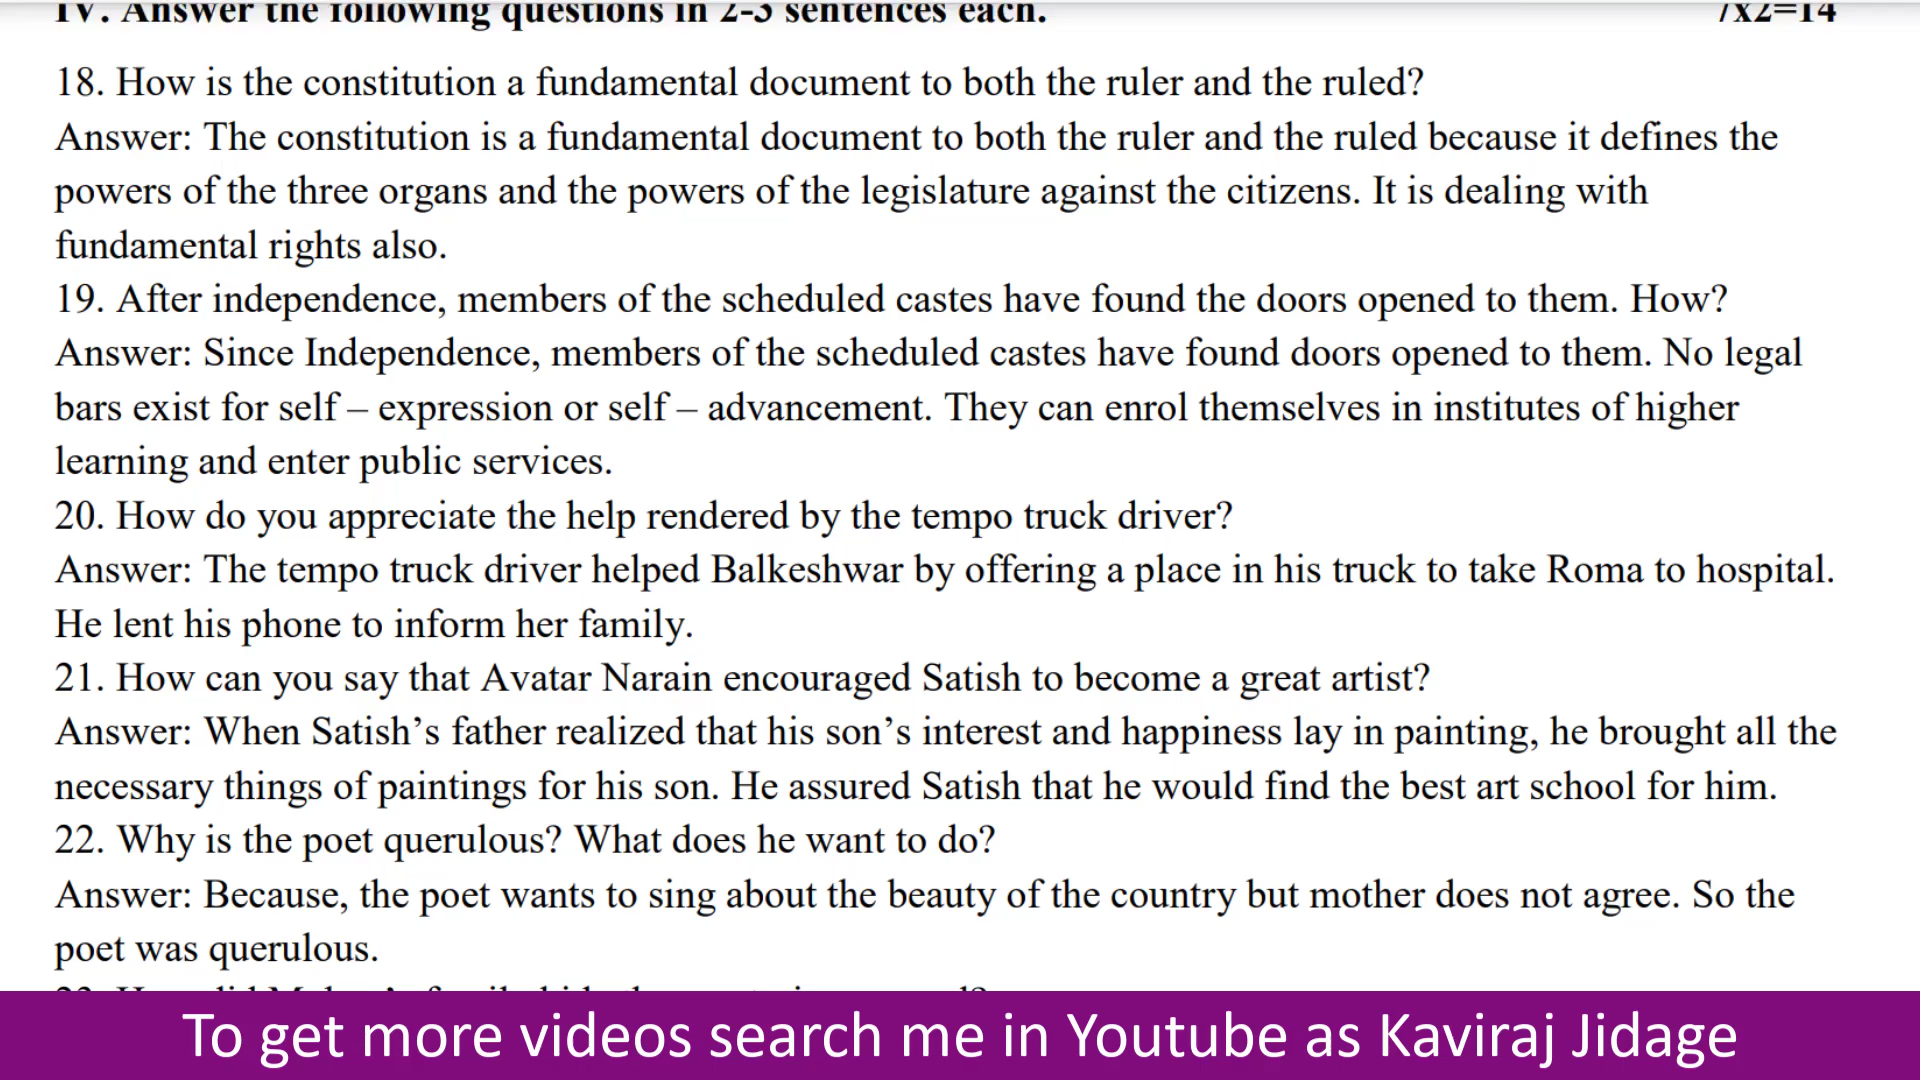 IV. Answer the following questions in 2-3 sentences each. 7x2=14
18. How is the constitution a fundamental document to both the ruler and the ruled?
Answer: The constitution is a fundamental document to both the ruler and the ruled because it defines the
powers of the three organs and the powers of the legislature against the citizens. It is dealing with
fundamental rights also.
19. After independence, members of the scheduled castes have found the doors opened to them. How?
Answer: Since Independence, members of the scheduled castes have found doors opened to them. No legal
bars exist for self – expression or self – advancement. They can enrol themselves in institutes of higher
learning and enter public services.
20. How do you appreciate the help rendered by the tempo truck driver?
Answer: The tempo truck driver helped Balkeshwar by offering a place in his truck to take Roma to hospital.
He lent his phone to inform her family.
21. How can you say that Avatar Narain encouraged Satish to become a great artist?
Answer: When Satish’s father realized that his son’s interest and happiness lay in painting, he brought all the
necessary things of paintings for his son. He assured Satish that he would find the best art school for him.
22. Why is the poet querulous? What does he want to do?
Answer: Because, the poet wants to sing about the beauty of the country but mother does not agree. So the
poet was querulous.
To get more videos search me in Youtube as Kaviraj Jidage